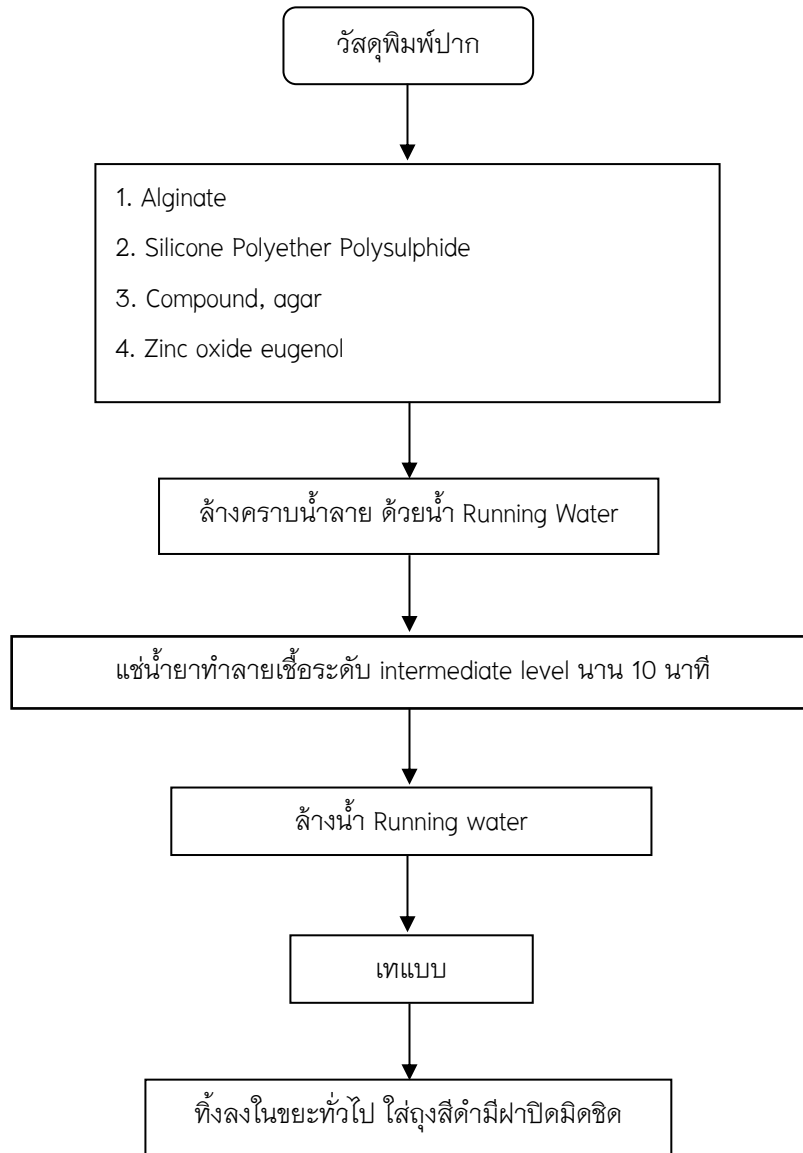 วัสดุพิมพ์ปาก
1. Alginate
2. Silicone Polyether Polysulphide
3. Compound, agar
4. Zinc oxide eugenol
ล้างคราบน้ำลาย ด้วยน้ำ Running Water
แช่น้ำยาทำลายเชื้อระดับ intermediate level นาน 10 นาที
ล้างน้ำ Running water
เทแบบ
ทิ้งลงในขยะทั่วไป ใส่ถุงสีดำมีฝาปิดมิดชิด